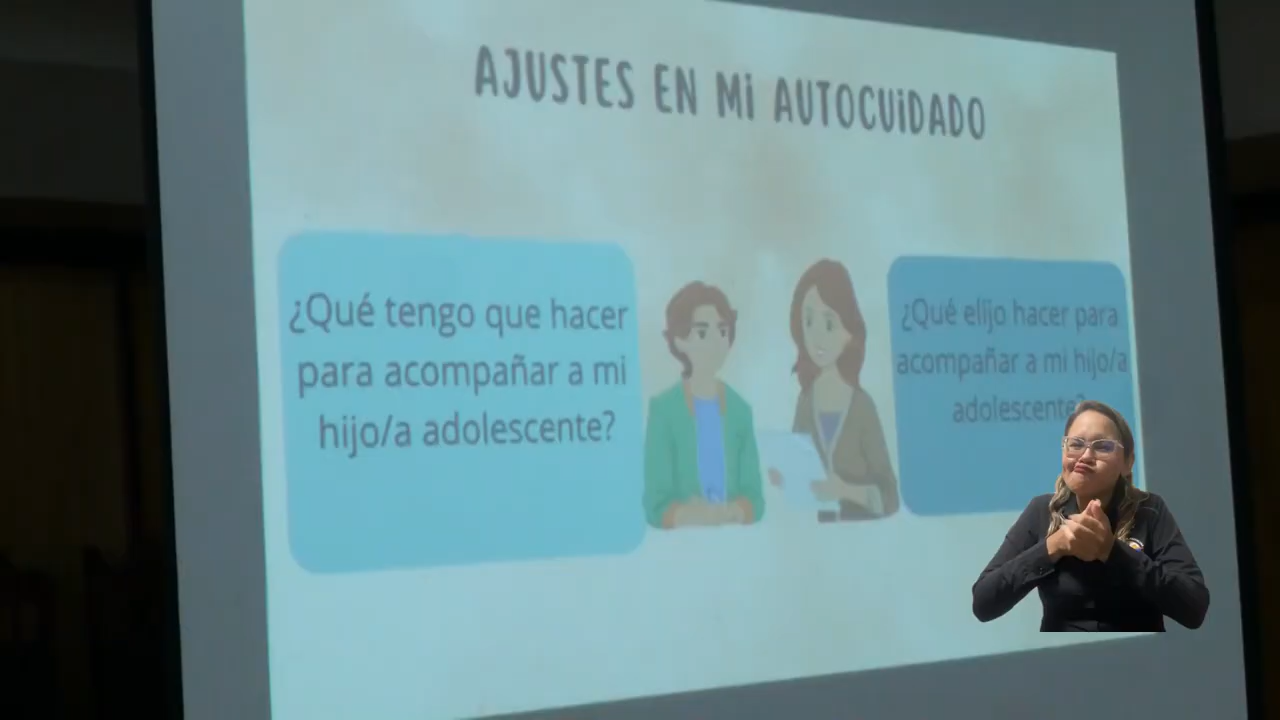 AJUSTES EN Mi AUTOCUiDADO
¿Qué tengo que hacer
para acompañar a mi
hijo/a adolescente?
¿Qué elijo hacer para
acompañar a mi hijo/a
adolescente?